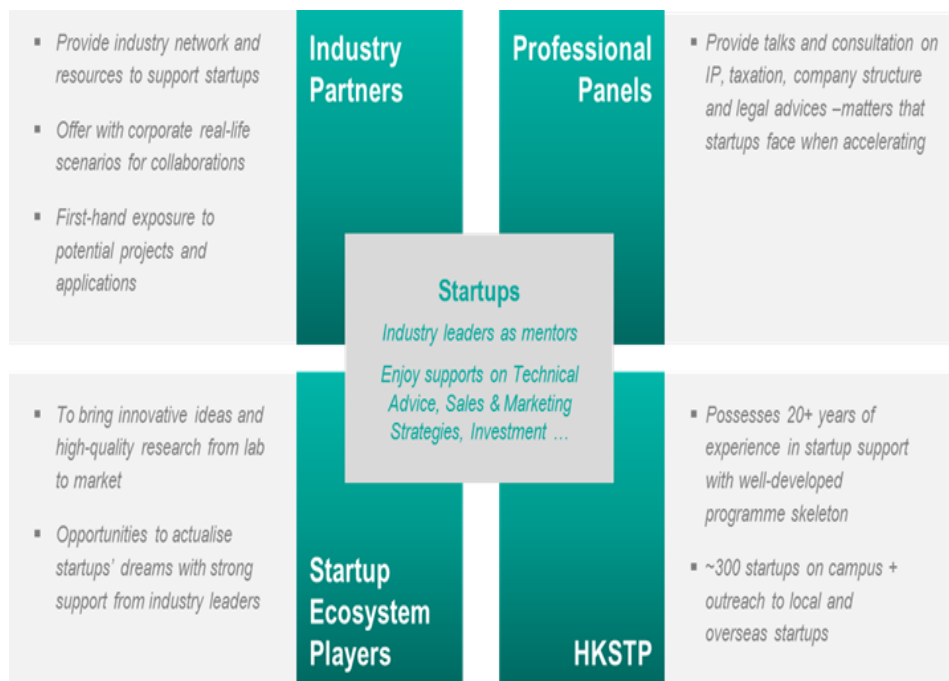 ▪ Provide industry network and
resources to support startups
▪ Offer with corporate real-life
scenarios for collaborations
▪ First-hand exposure to
potential projects and
applications
Industry
Partners
Professional
Panels
▪ Provide talks and consultation on
IP, taxation, company structure
and legal advices –matters that
startups face when accelerating
Startups
Industry leaders as mentors
Enjoy supports on Technical
Advice, Sales & Marketing
Strategies, Investment …
▪ To bring innovative ideas and
high-quality research from lab
to market
▪ Opportunities to actualise
startups’ dreams with strong
support from industry leaders
Startup
Ecosystem
Players
HKSTP
▪ Possesses 20+ years of
experience in startup support
with well-developed
programme skeleton
▪ ~300 startups on campus +
outreach to local and
overseas startups